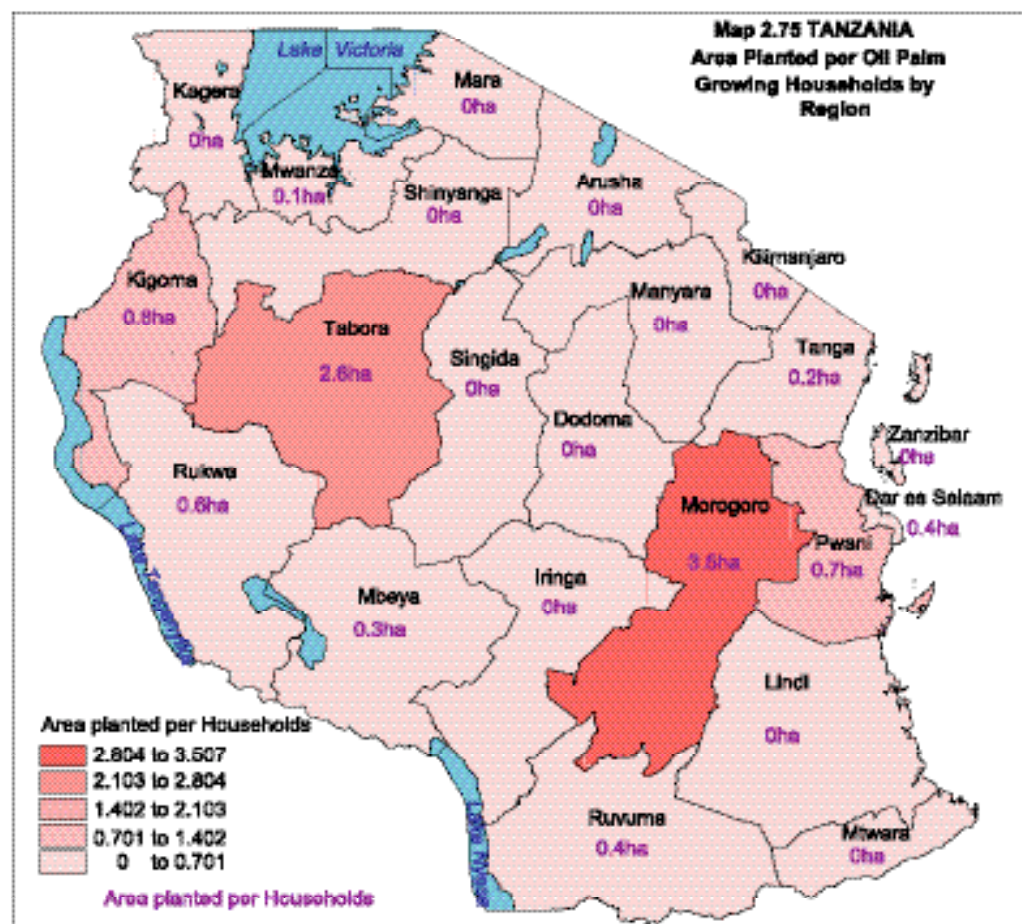 Map 2.75 TANZANIA
Area Planted per Oil Palm
Growing Households by
Region
Lake Victoria
Kagera
0ha
Mara
0ha
Mwanza
0.1ha
Shinyanga
0ha
Arusha
0ha
Kilimanjaro
0ha
Kigoma
0.8ha
Tabora
2.6ha
Singida
0ha
Manyara
0ha
Tanga
0.2ha
Dodoma
0ha
Zanzibar
0ha
Rukwa
0.6ha
Morogoro
3.5ha
Dar es Salaam
0.4ha
Pwani
0.7ha
Lake Tanganyika
Mbeya
0.3ha
Iringa
0ha
Lindi
0ha
Ruvuma
0.4ha
Mtwara
0ha
Lake Nyasa
Area planted per Households
2.804 to 3.507
2.103 to 2.804
1.402 to 2.103
0.701 to 1.402
0 to 0.701
Area planted per Households